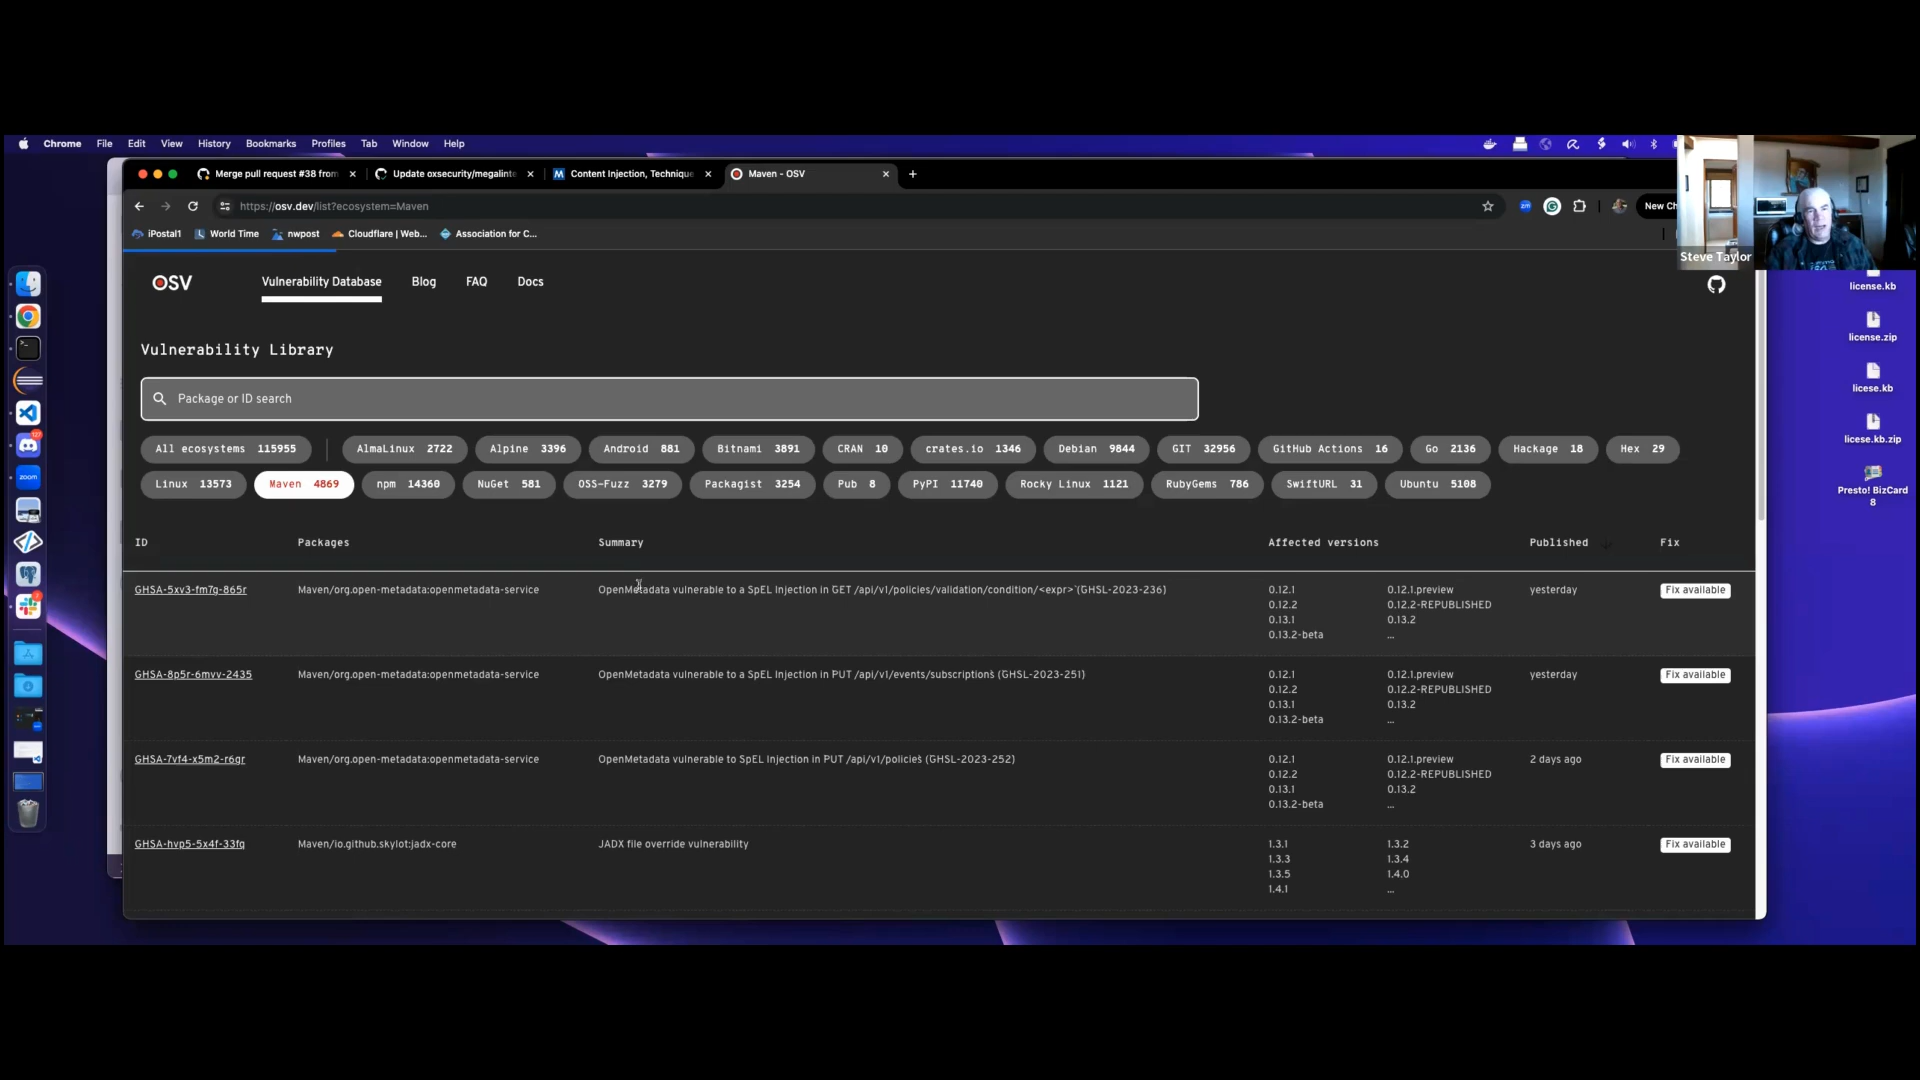 Chrome File Edit View History Bookmarks Profiles Tab Window Help
Merge pull request #38 from
Update oxsecurity/megalinte
Content Injection, Technique
Maven - OSV
https://osv.dev/list?ecosystem=Maven
New Ch
iPostal1 World Time nwpost Cloudflare | Web... Association for C...
Steve Taylor
OSV Vulnerability Database Blog FAQ Docs
Vulnerability Library
Package or ID search
All ecosystems 115955 AlmaLinux 2722 Alpine 3396 Android 881 Bitnami 3891 CRAN 10 crates.io 1346 Debian 9844 GIT 32956 GitHub Actions 16 Go 2136 Hackage 18 Hex 29
Linux 13573 Maven 4869 npm 14360 NuGet 581 OSS-Fuzz 3279 Packagist 3254 Pub 8 PyPI 11740 Rocky Linux 1121 RubyGems 786 SwiftURL 31 Ubuntu 5108
ID Packages Summary Affected versions Published Fix
GHSA-5xv3-fm7g-865r Maven/org.open-metadata:openmetadata-service OpenMetadata vulnerable to a SpEL Injection in `GET /api/v1/policies/validation/condition/<expr>` (GHSL-2023-236) 0.12.1 0.12.1.preview yesterday Fix available
0.12.2 0.12.2-REPUBLISHED
0.13.1 0.13.2
0.13.2-beta ...
GHSA-8p5r-6mvv-2435 Maven/org.open-metadata:openmetadata-service OpenMetadata vulnerable to a SpEL Injection in `PUT /api/v1/events/subscriptions` (GHSL-2023-251) 0.12.1 0.12.1.preview yesterday Fix available
0.12.2 0.12.2-REPUBLISHED
0.13.1 0.13.2
0.13.2-beta ...
GHSA-7vf4-x5m2-r6gr Maven/org.open-metadata:openmetadata-service OpenMetadata vulnerable to SpEL Injection in `PUT /api/v1/policies` (GHSL-2023-252) 0.12.1 0.12.1.preview 2 days ago Fix available
0.12.2 0.12.2-REPUBLISHED
0.13.1 0.13.2
0.13.2-beta ...
GHSA-hvp5-5x4f-33fq Maven/io.github.skylot:jadx-core JADX file override vulnerability 1.3.1 1.3.2 3 days ago Fix available
1.3.3 1.3.4
1.3.5 1.4.0
1.4.1 ...
license.kb
license.zip
licese.kb
licese.kb.zip
Presto! BizCard
8
zoom